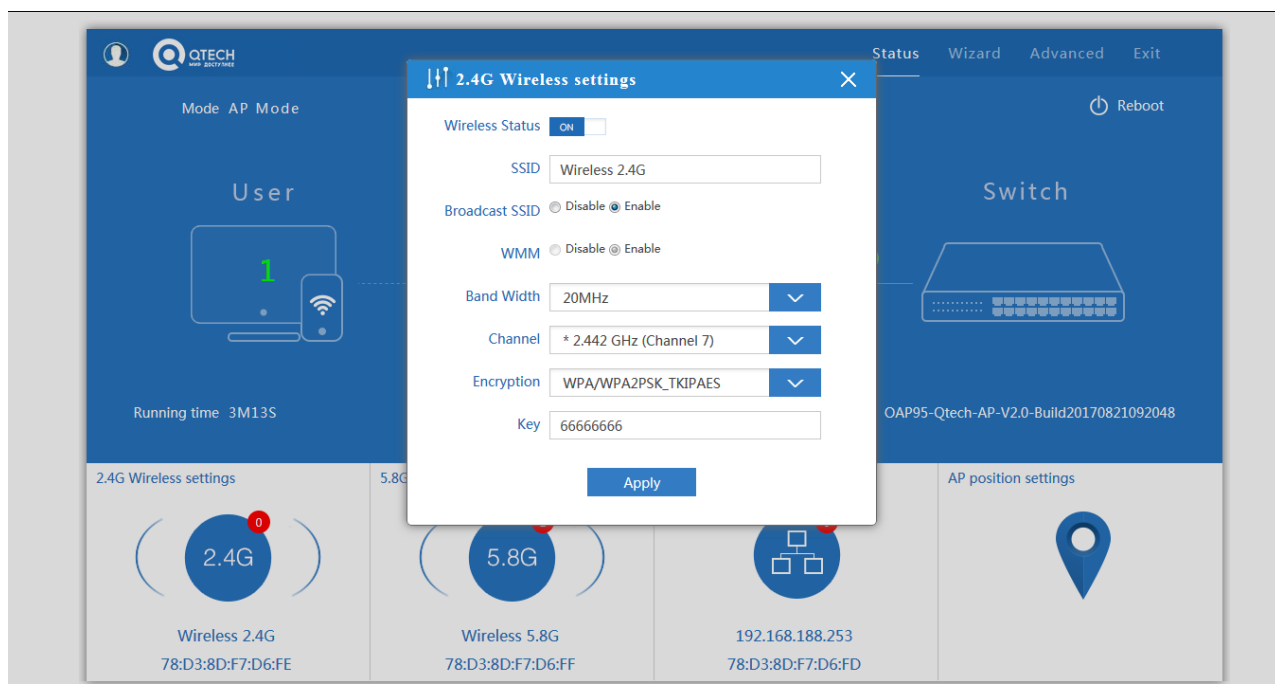 QTECH
МИР ДОСТУПНЕЕ
Status Wizard Advanced Exit
2.4G Wireless settings
Mode AP Mode
Reboot
Wireless Status ON
SSID Wireless 2.4G
User
Switch
Broadcast SSID Disable Enable
WMM Disable Enable
1
Band Width 20MHz
Channel * 2.442 GHz (Channel 7)
Encryption WPA/WPA2PSK_TKIPAES
Running time 3M13S
OAP95-Qtech-AP-V2.0-Build20170821092048
Key 66666666
Apply
2.4G Wireless settings
5.8G
AP position settings
0
2.4G
5.8G
Wireless 2.4G
Wireless 5.8G
192.168.188.253
78:D3:8D:F7:D6:FE
78:D3:8D:F7:D6:FF
78:D3:8D:F7:D6:FD